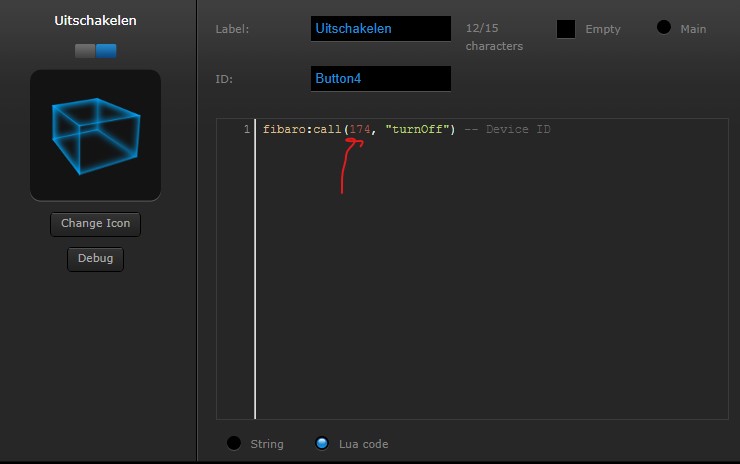 Uitschakelen
Change Icon
Debug
Label:
Uitschakelen
12/15
characters
Empty
Main
ID:
Button4
1 fibaro:call(174, "turnOff") -- Device ID
String
Lua code